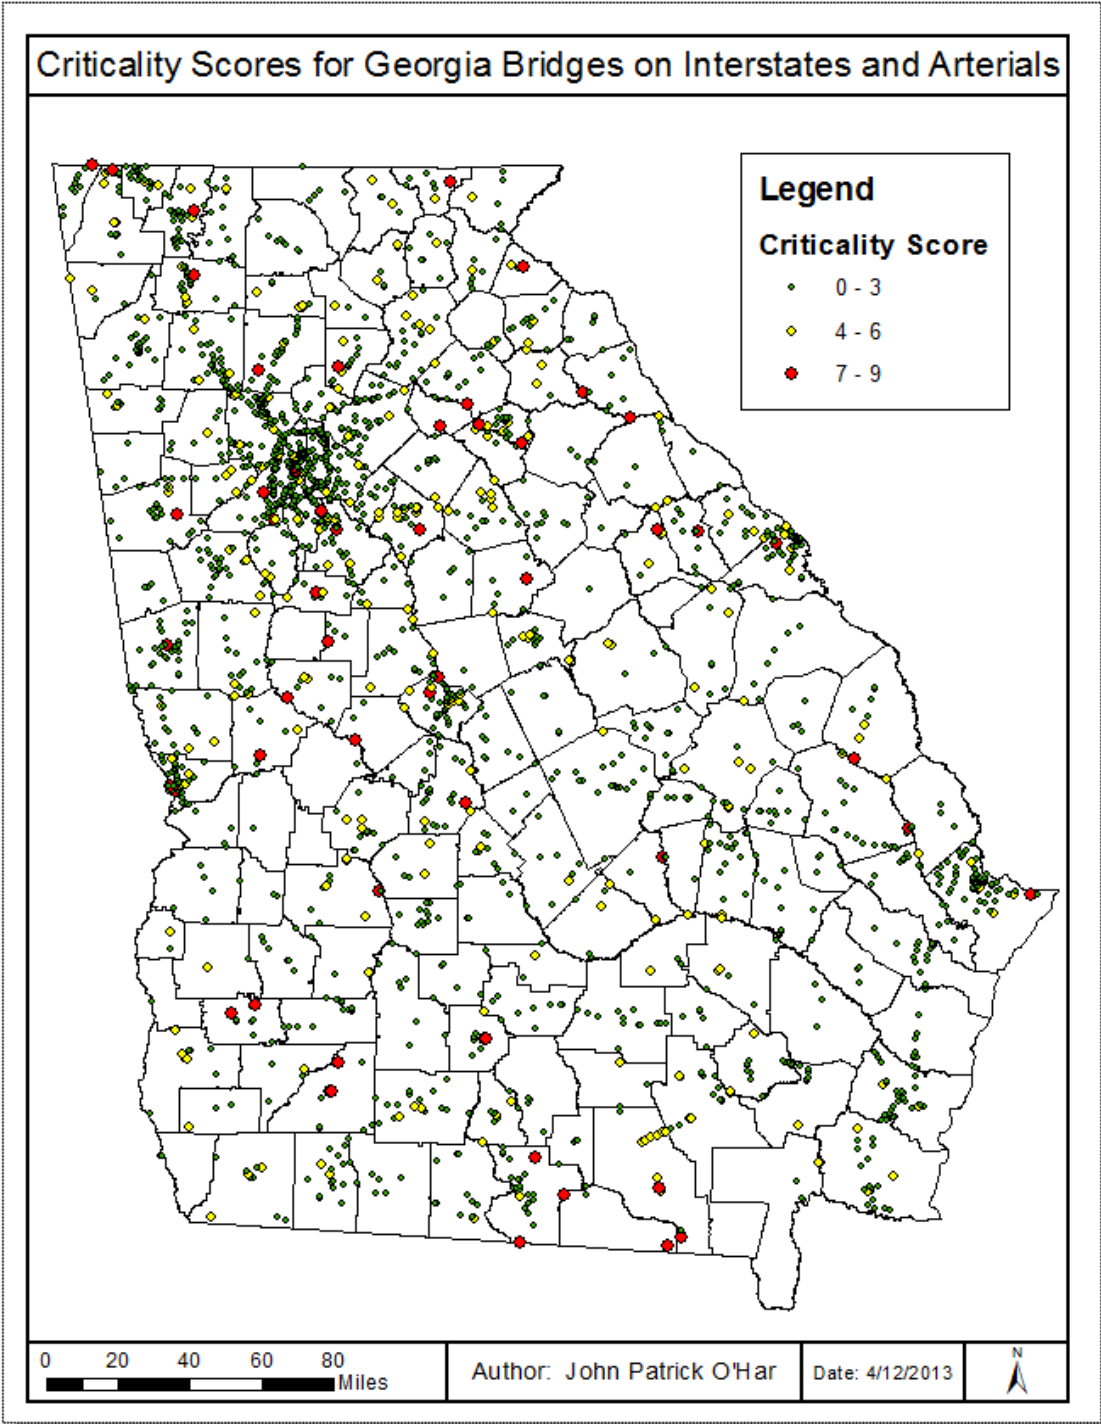 Criticality Scores for Georgia Bridges on Interstates and Arterials
Legend
Criticality Score
0 - 3
4 - 6
7 - 9
0 20 40 60 80
Miles
Author: John Patrick O'Har
Date: 4/12/2013
N